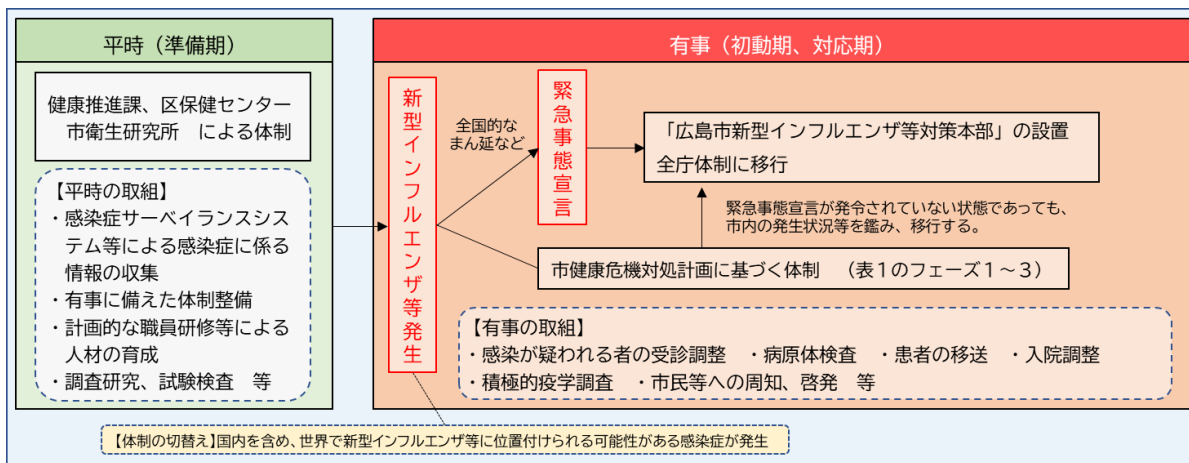 平時（準備期）
健康推進課、区保健センター
市衛生研究所　による体制
【平時の取組】
・感染症サーベイランスシス
テム等による感染症に係る
情報の収集
・有事に備えた体制整備
・計画的な職員研修等による
人材の育成
・調査研究、試験検査　等
有事（初動期、対応期）
新型インフルエンザ等発生
全国的な
まん延など
緊急事態宣言
「広島市新型インフルエンザ等対策本部」の設置
全庁体制に移行
緊急事態宣言が発令されていない状態であっても、
市内の発生状況等を鑑み、移行する。
市健康危機対処計画に基づく体制　（表１のフェーズ１～３）
【有事の取組】
・感染が疑われる者の受診調整　・病原体検査　・患者の移送　・入院調整
・積極的疫学調査　・市民等への周知、啓発　等
【体制の切替え】国内を含め、世界で新型インフルエンザ等に位置付けられる可能性がある感染症が発生